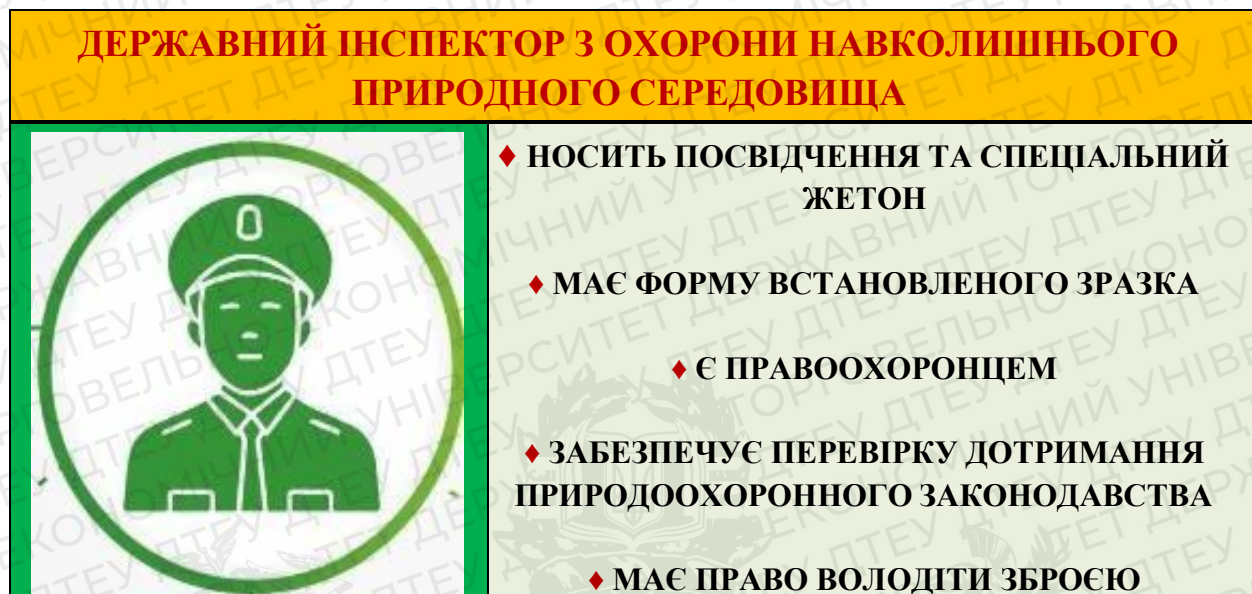 ДЕРЖАВНИЙ ІНСПЕКТОР З ОХОРОНИ НАВКОЛИШНЬОГО
ПРИРОДНОГО СЕРЕДОВИЩА
♦ НОСИТЬ ПОСВІДЧЕННЯ ТА СПЕЦІАЛЬНИЙ
ЖЕТОН
♦ МАЄ ФОРМУ ВСТАНОВЛЕНОГО ЗРАЗКА
♦ Є ПРАВООХОРОНЦЕМ
♦ ЗАБЕЗПЕЧУЄ ПЕРЕВІРКУ ДОТРИМАННЯ
ПРИРОДООХОРОННОГО ЗАКОНОДАВСТВА
♦ МАЄ ПРАВО ВОЛОДІТИ ЗБРОЄЮ